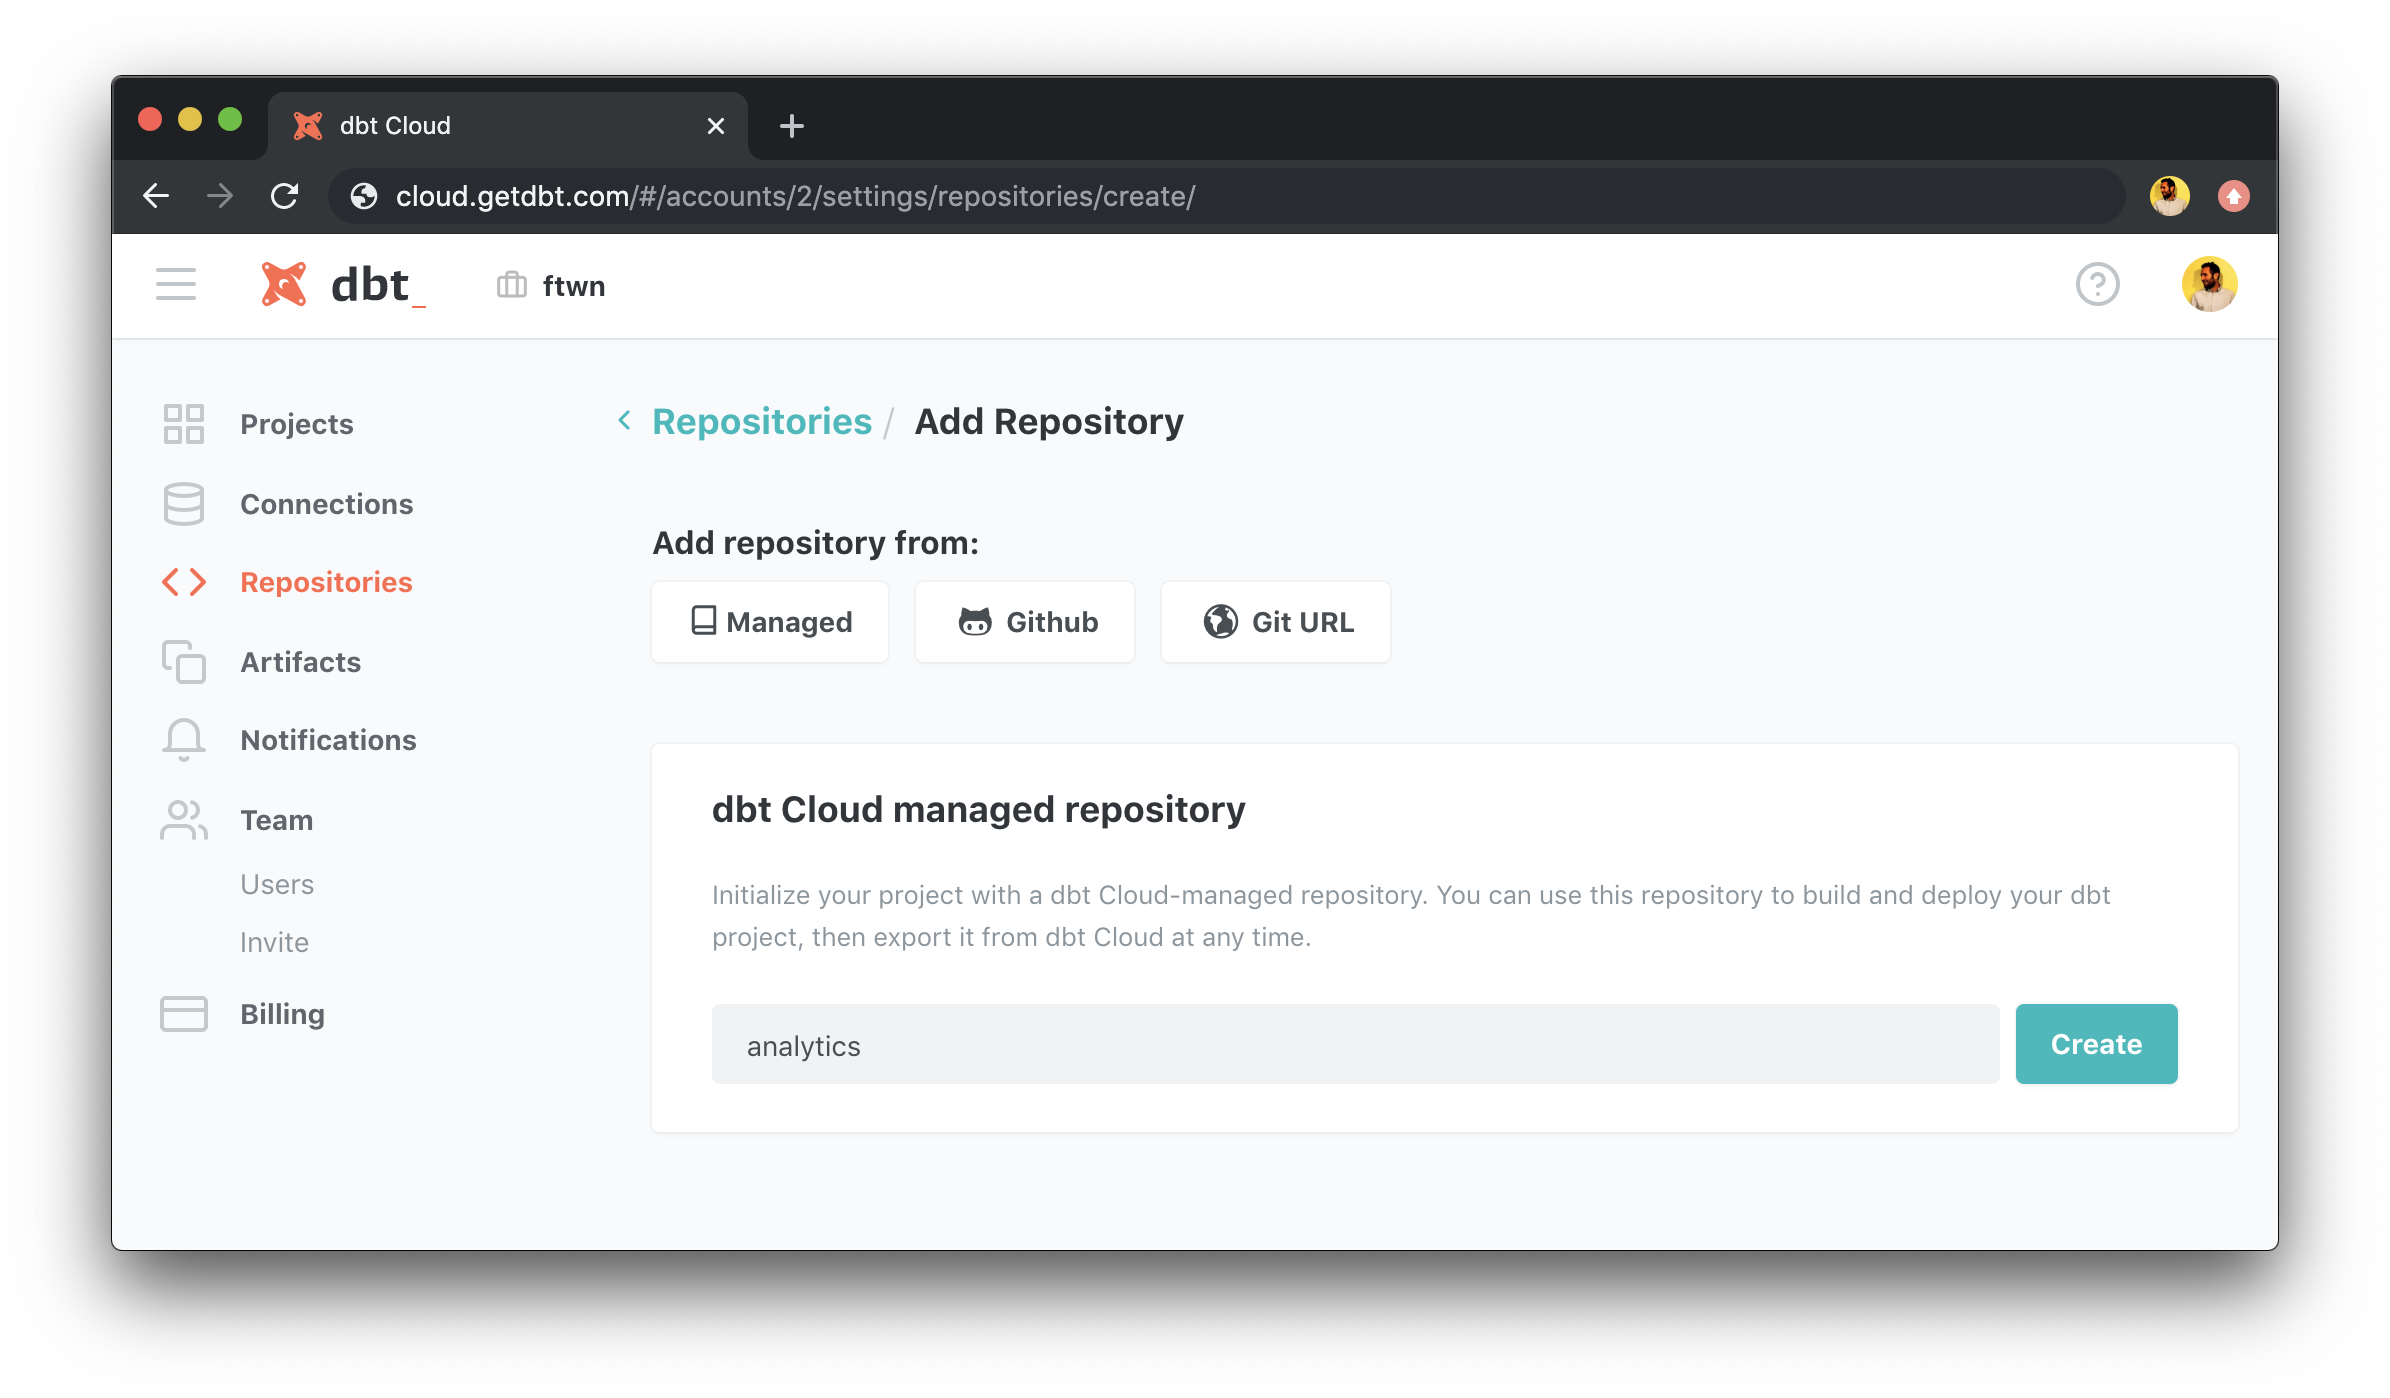 dbt Cloud
cloud.getdbt.com/#/accounts/2/settings/repositories/create/
dbt_
ftwn
Projects
Connections
Repositories
Artifacts
Notifications
Team
Users
Invite
Billing
Repositories / Add Repository
Add repository from:
Managed Github Git URL
dbt Cloud managed repository
Initialize your project with a dbt Cloud-managed repository. You can use this repository to build and deploy your dbt
project, then export it from dbt Cloud at any time.
analytics
Create